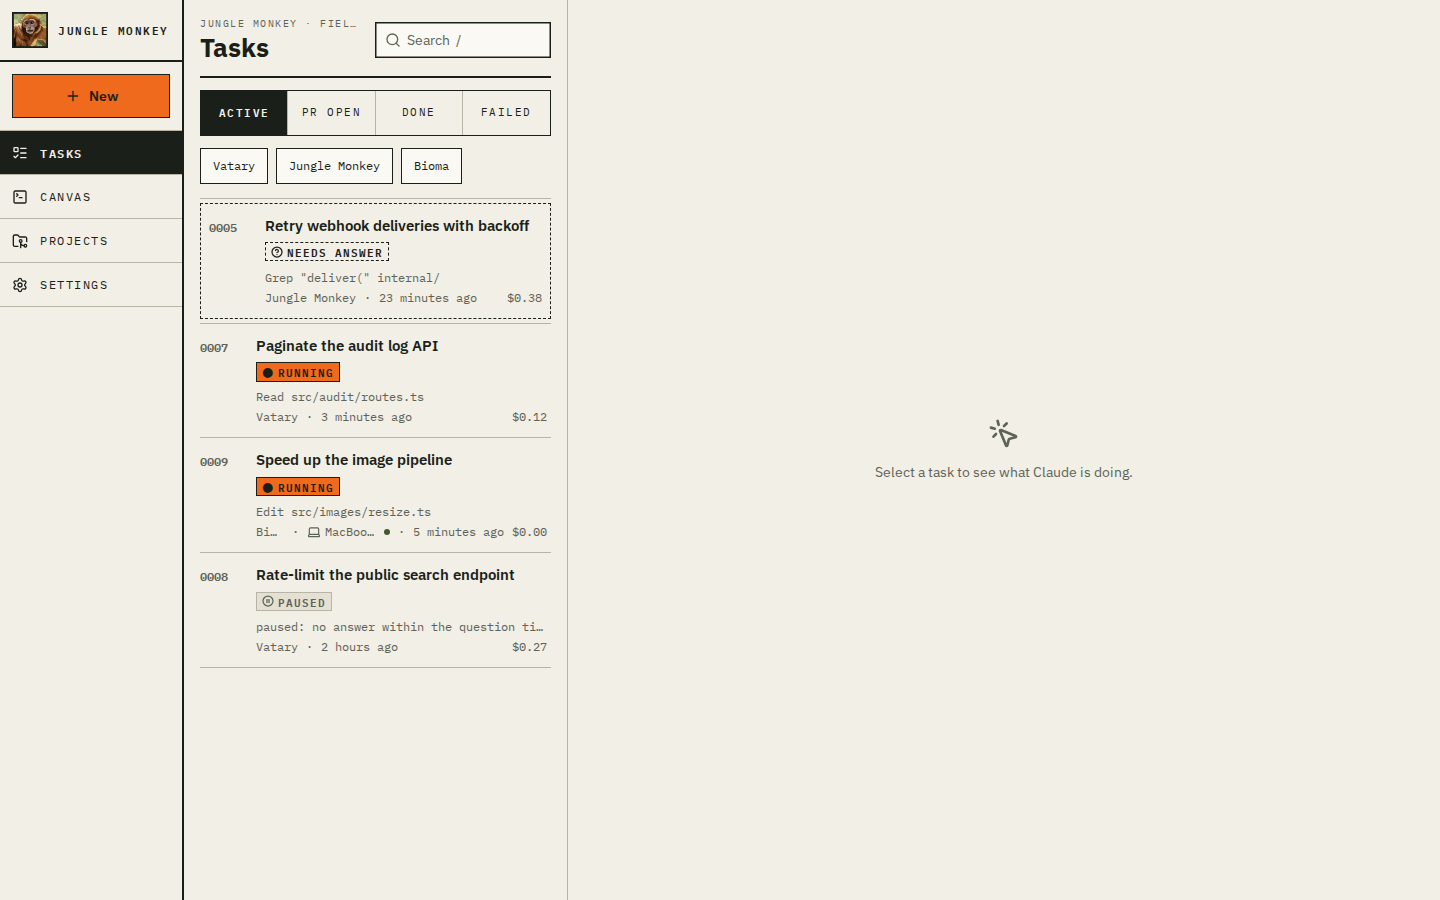 JUNGLE MONKEY
New
TASKS
CANVAS
PROJECTS
SETTINGS
JUNGLE MONKEY · FIEL…
Tasks
Search /
ACTIVE
PR OPEN
DONE
FAILED
Vatary
Jungle Monkey
Bioma
0005
Retry webhook deliveries with backoff
NEEDS ANSWER
Grep "deliver(" internal/
Jungle Monkey · 23 minutes ago $0.38
0007
Paginate the audit log API
RUNNING
Read src/audit/routes.ts
Vatary · 3 minutes ago $0.12
0009
Speed up the image pipeline
RUNNING
Edit src/images/resize.ts
Bi… · MacBoo… · 5 minutes ago $0.00
0008
Rate-limit the public search endpoint
PAUSED
paused: no answer within the question ti…
Vatary · 2 hours ago $0.27
Select a task to see what Claude is doing.